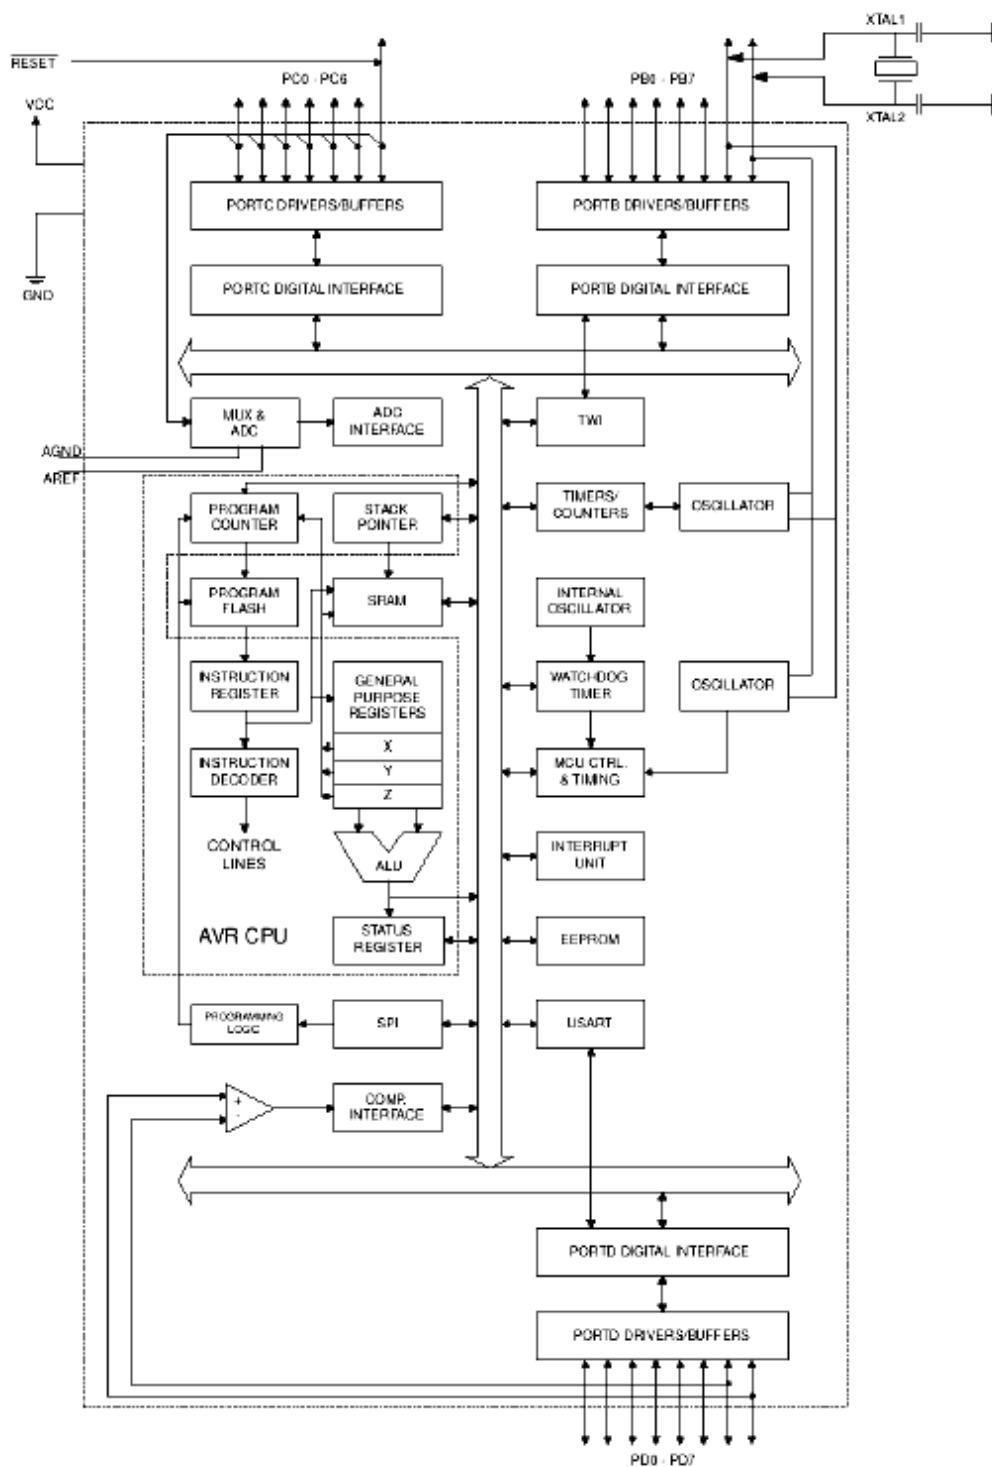 XTAL1
RESET
PC0 - PC6
PB0 - PB7
VCC
XTAL2
PORTC DRIVERS/BUFFERS
PORTB DRIVERS/BUFFERS
GND
PORTC DIGITAL INTERFACE
PORTB DIGITAL INTERFACE
MUX &
ADC
ADC
INTERFACE
TWI
AGND
AREF
PROGRAM
COUNTER
STACK
POINTER
TIMERS/
COUNTERS
OSCILLATOR
PROGRAM
FLASH
SRAM
INTERNAL
OSCILLATOR
INSTRUCTION
REGISTER
GENERAL
PURPOSE
REGISTERS
WATCHDOG
TIMER
OSCILLATOR
X
Y
Z
INSTRUCTION
DECODER
MCU CTRL.
& TIMING
CONTROL
LINES
ALU
INTERRUPT
UNIT
AVR CPU
STATUS
REGISTER
EEPROM
PROGRAMMING
LOGIC
SPI
USART
+
-
COMP.
INTERFACE
PORTD DIGITAL INTERFACE
PORTD DRIVERS/BUFFERS
PD0 - PD7